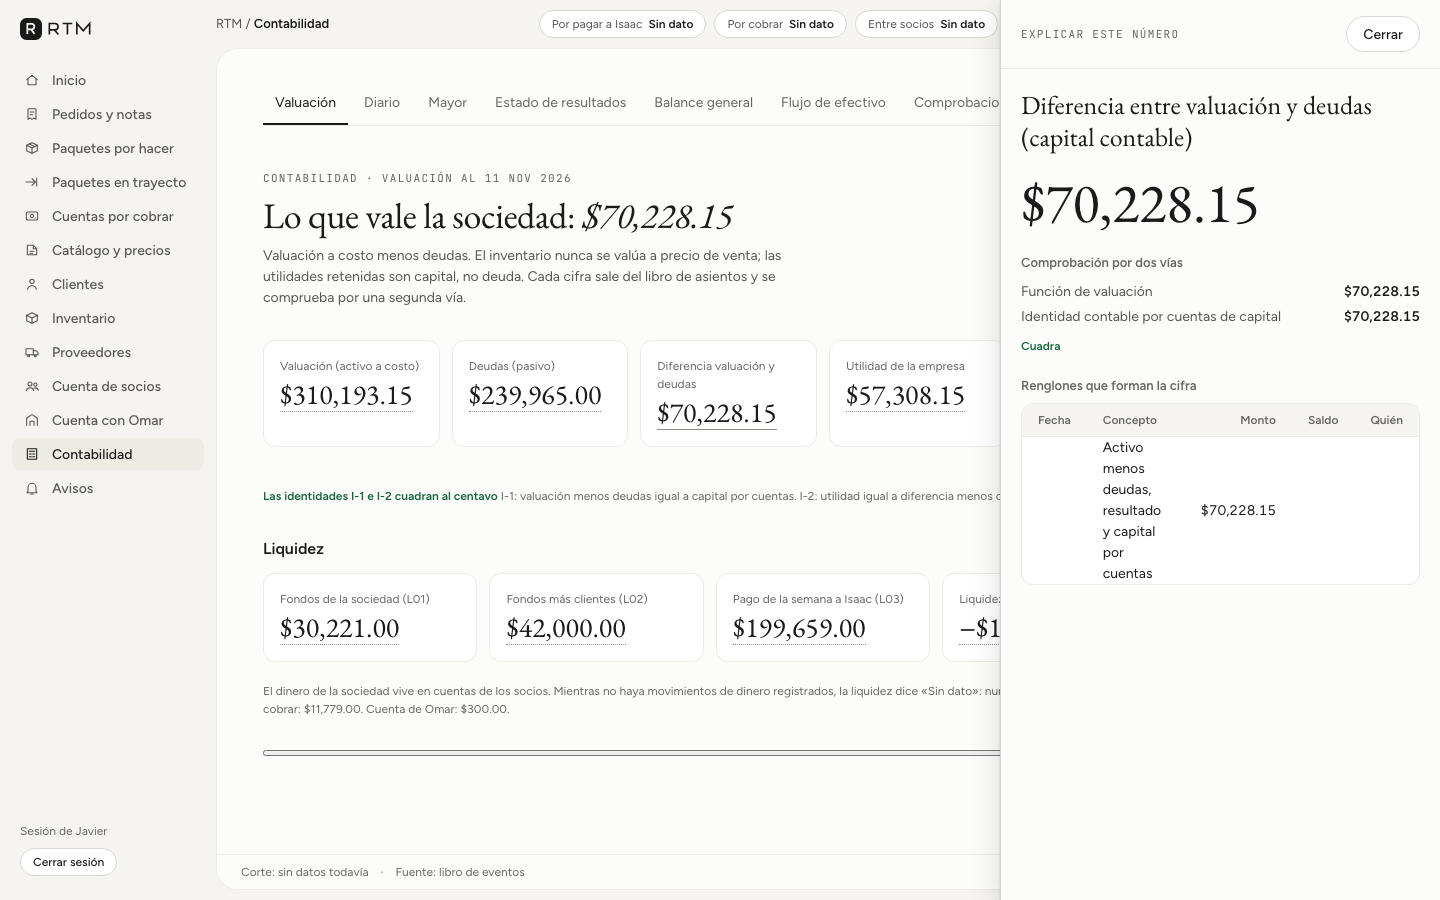 R RTM
Inicio
Pedidos y notas
Paquetes por hacer
Paquetes en trayecto
Cuentas por cobrar
Catálogo y precios
Clientes
Inventario
Proveedores
Cuenta de socios
Cuenta con Omar
Contabilidad
Avisos
Sesión de Javier
Cerrar sesión
RTM / Contabilidad
Por pagar a Isaac Sin dato
Por cobrar Sin dato
Entre socios Sin dato
Valuación Diario Mayor Estado de resultados Balance general Flujo de efectivo Comprobacio
CONTABILIDAD · VALUACIÓN AL 11 NOV 2026
Lo que vale la sociedad: $70,228.15
Valuación a costo menos deudas. El inventario nunca se valúa a precio de venta; las
utilidades retenidas son capital, no deuda. Cada cifra sale del libro de asientos y se
comprueba por una segunda vía.
Valuación (activo a costo)
$310,193.15
Deudas (pasivo)
$239,965.00
Diferencia valuación y
deudas
$70,228.15
Utilidad de la empresa
$57,308.15
Las identidades I-1 e I-2 cuadran al centavo I-1: valuación menos deudas igual a capital por cuentas. I-2: utilidad igual a diferencia menos
Liquidez
Fondos de la sociedad (L01)
$30,221.00
Fondos más clientes (L02)
$42,000.00
Pago de la semana a Isaac (L03)
$199,659.00
Liquidez
−$1
El dinero de la sociedad vive en cuentas de los socios. Mientras no haya movimientos de dinero registrados, la liquidez dice «Sin dato»:
cobrar: $11,779.00. Cuenta de Omar: $300.00.
Corte: sin datos todavía · Fuente: libro de eventos
EXPLICAR ESTE NÚMERO
Cerrar
Diferencia entre valuación y deudas
(capital contable)
$70,228.15
Comprobación por dos vías
Función de valuación $70,228.15
Identidad contable por cuentas de capital $70,228.15
Cuadra
Renglones que forman la cifra
Fecha Concepto Monto Saldo Quién
Activo
menos
deudas,
resultado $70,228.15
y capital
por
cuentas